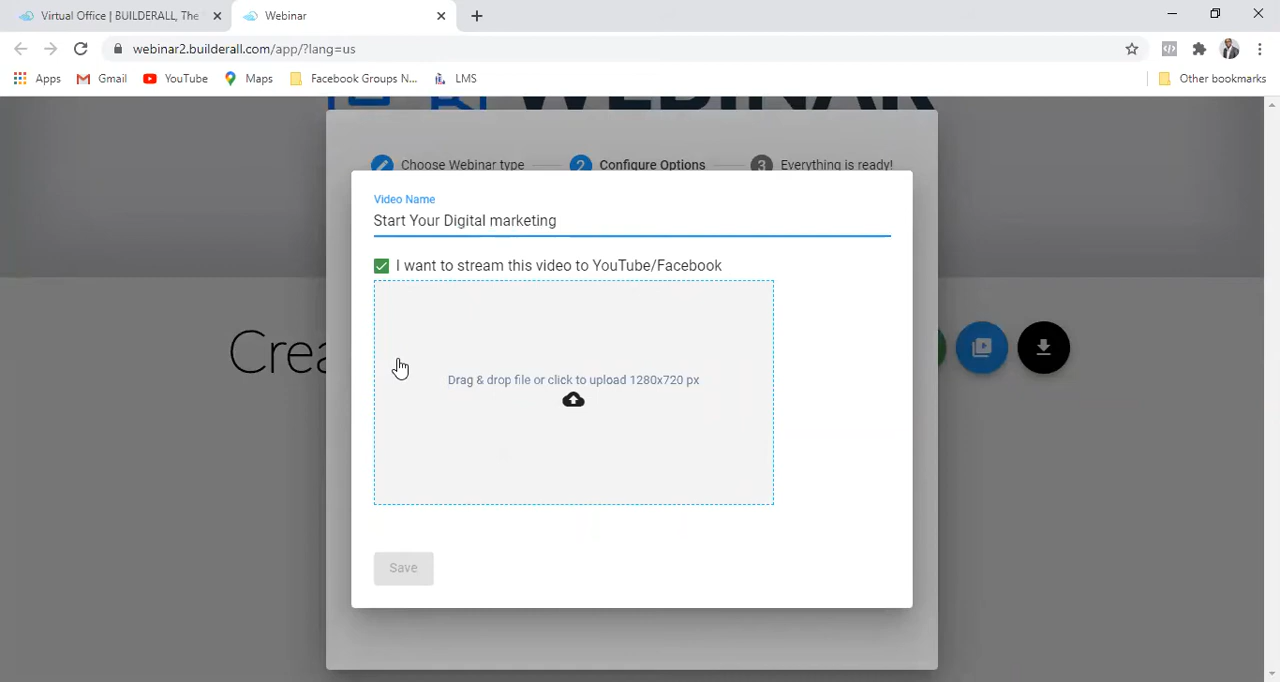 Virtual Office | BUILDERALL, The
Webinar
webinar2.builderall.com/app/?lang=us
Apps
Gmail
YouTube
Maps
Facebook Groups N...
LMS
Other bookmarks
WEBINAR
Choose Webinar type
2 Configure Options
3 Everything is ready!
Video Name
Start Your Digital marketing
I want to stream this video to YouTube/Facebook
Crea
Drag & drop file or click to upload 1280x720 px
Save